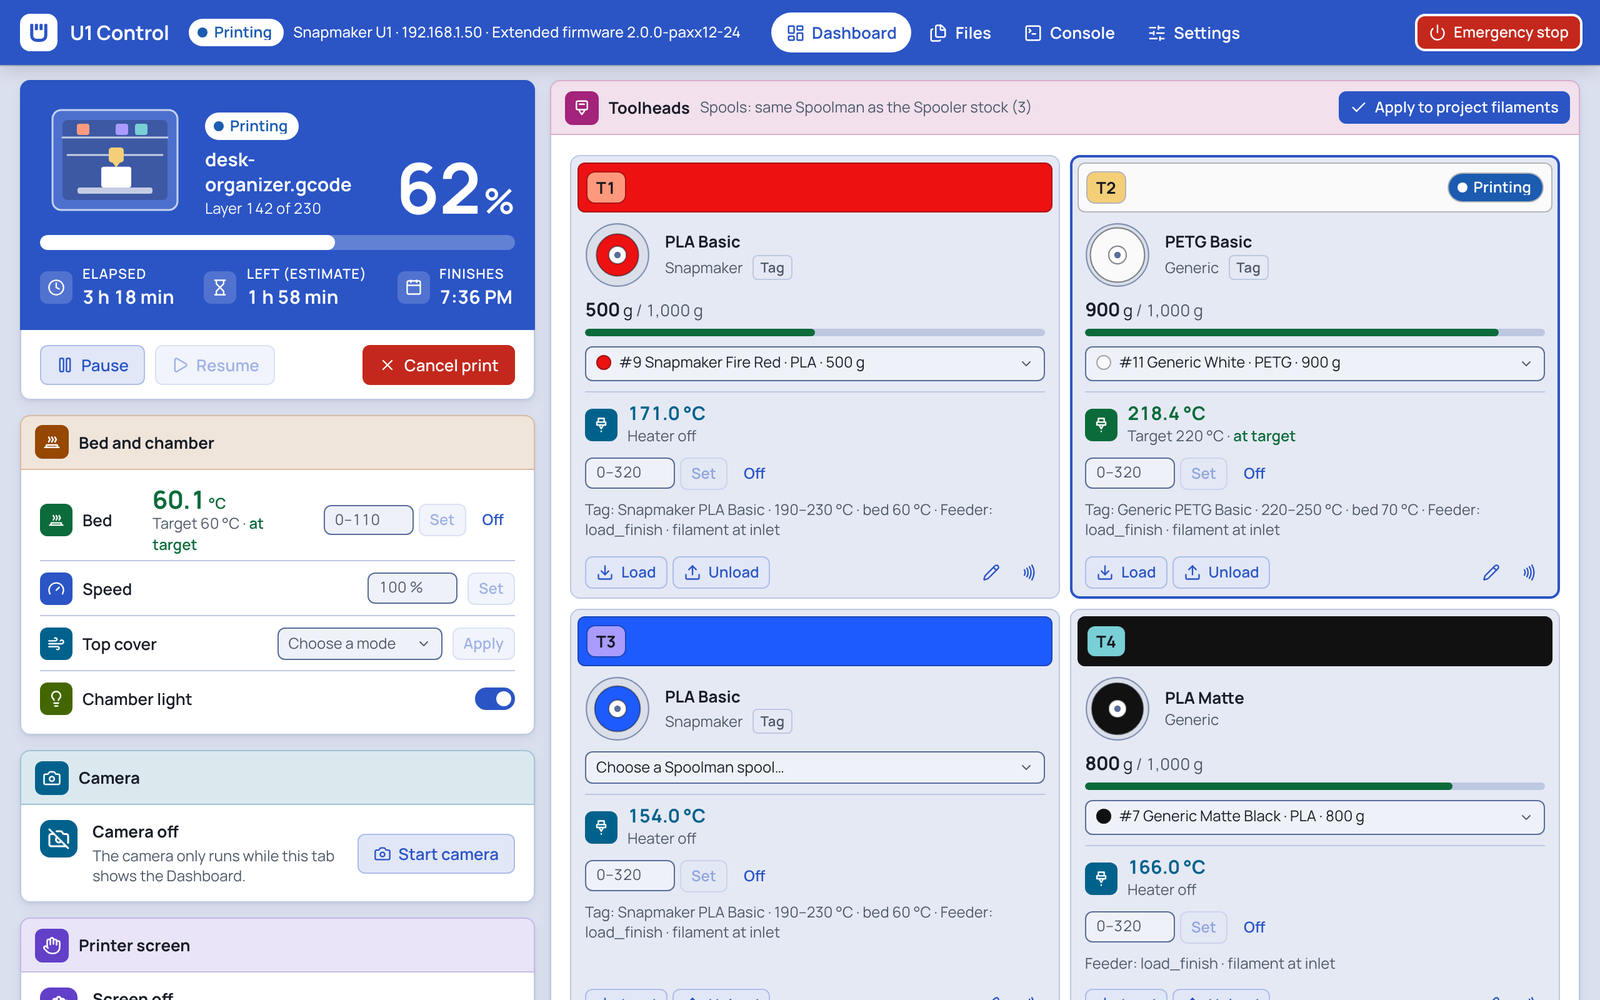 U1 Control
Printing
Snapmaker U1 · 192.168.1.50 · Extended firmware 2.0.0-paxx12-24
Dashboard
Files
Console
Settings
Emergency stop
Printing
desk-
organizer.gcode
Layer 142 of 230
62%
ELAPSED
3 h 18 min
LEFT (ESTIMATE)
1 h 58 min
FINISHES
7:36 PM
Pause
Resume
Cancel print
Bed and chamber
Bed
60.1 °C
Target 60 °C · at
target
0–110
Set
Off
Speed
100 %
Set
Top cover
Choose a mode
Apply
Chamber light
Camera
Camera off
The camera only runs while this tab
shows the Dashboard.
Start camera
Printer screen
Screen off
Toolheads
Spools: same Spoolman as the Spooler stock (3)
Apply to project filaments
T1
PLA Basic
Snapmaker
Tag
500 g / 1,000 g
#9 Snapmaker Fire Red · PLA · 500 g
171.0 °C
Heater off
0–320
Set
Off
Tag: Snapmaker PLA Basic · 190–230 °C · bed 60 °C · Feeder:
load_finish · filament at inlet
Load
Unload
T2
Printing
PETG Basic
Generic
Tag
900 g / 1,000 g
#11 Generic White · PETG · 900 g
218.4 °C
Target 220 °C · at target
0–320
Set
Off
Tag: Generic PETG Basic · 220–250 °C · bed 70 °C · Feeder:
load_finish · filament at inlet
Load
Unload
T3
PLA Basic
Snapmaker
Tag
Choose a Spoolman spool…
154.0 °C
Heater off
0–320
Set
Off
Tag: Snapmaker PLA Basic · 190–230 °C · bed 60 °C · Feeder:
load_finish · filament at inlet
T4
PLA Matte
Generic
800 g / 1,000 g
#7 Generic Matte Black · PLA · 800 g
166.0 °C
Heater off
0–320
Set
Off
Feeder: load_finish · filament at inlet